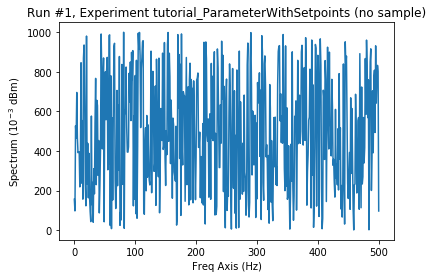 Run #1, Experiment tutorial_ParameterWithSetpoints (no sample)
1000
800
600
400
200
0
Spectrum (10⁻³ dBm)
0 100 200 300 400 500
Freq Axis (Hz)